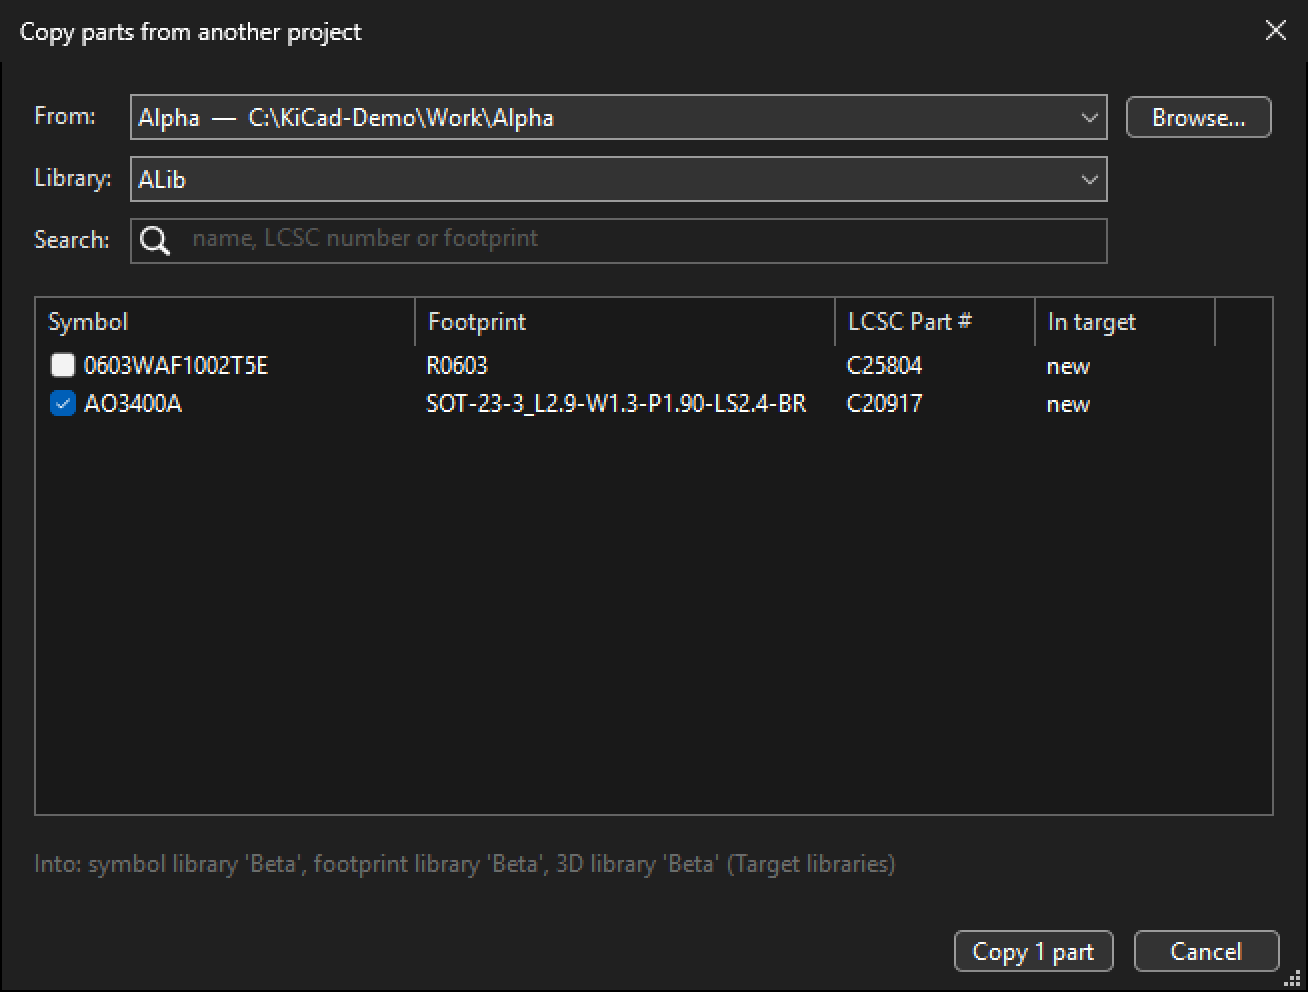 Copy parts from another project
From: Alpha — C:\KiCad-Demo\Work\Alpha Browse...
Library: ALib
Search: name, LCSC number or footprint
Symbol Footprint LCSC Part # In target
0603WAF1002T5E R0603 C25804 new
AO3400A SOT-23-3_L2.9-W1.3-P1.90-LS2.4-BR C20917 new
Into: symbol library 'Beta', footprint library 'Beta', 3D library 'Beta' (Target libraries)
Copy 1 part Cancel